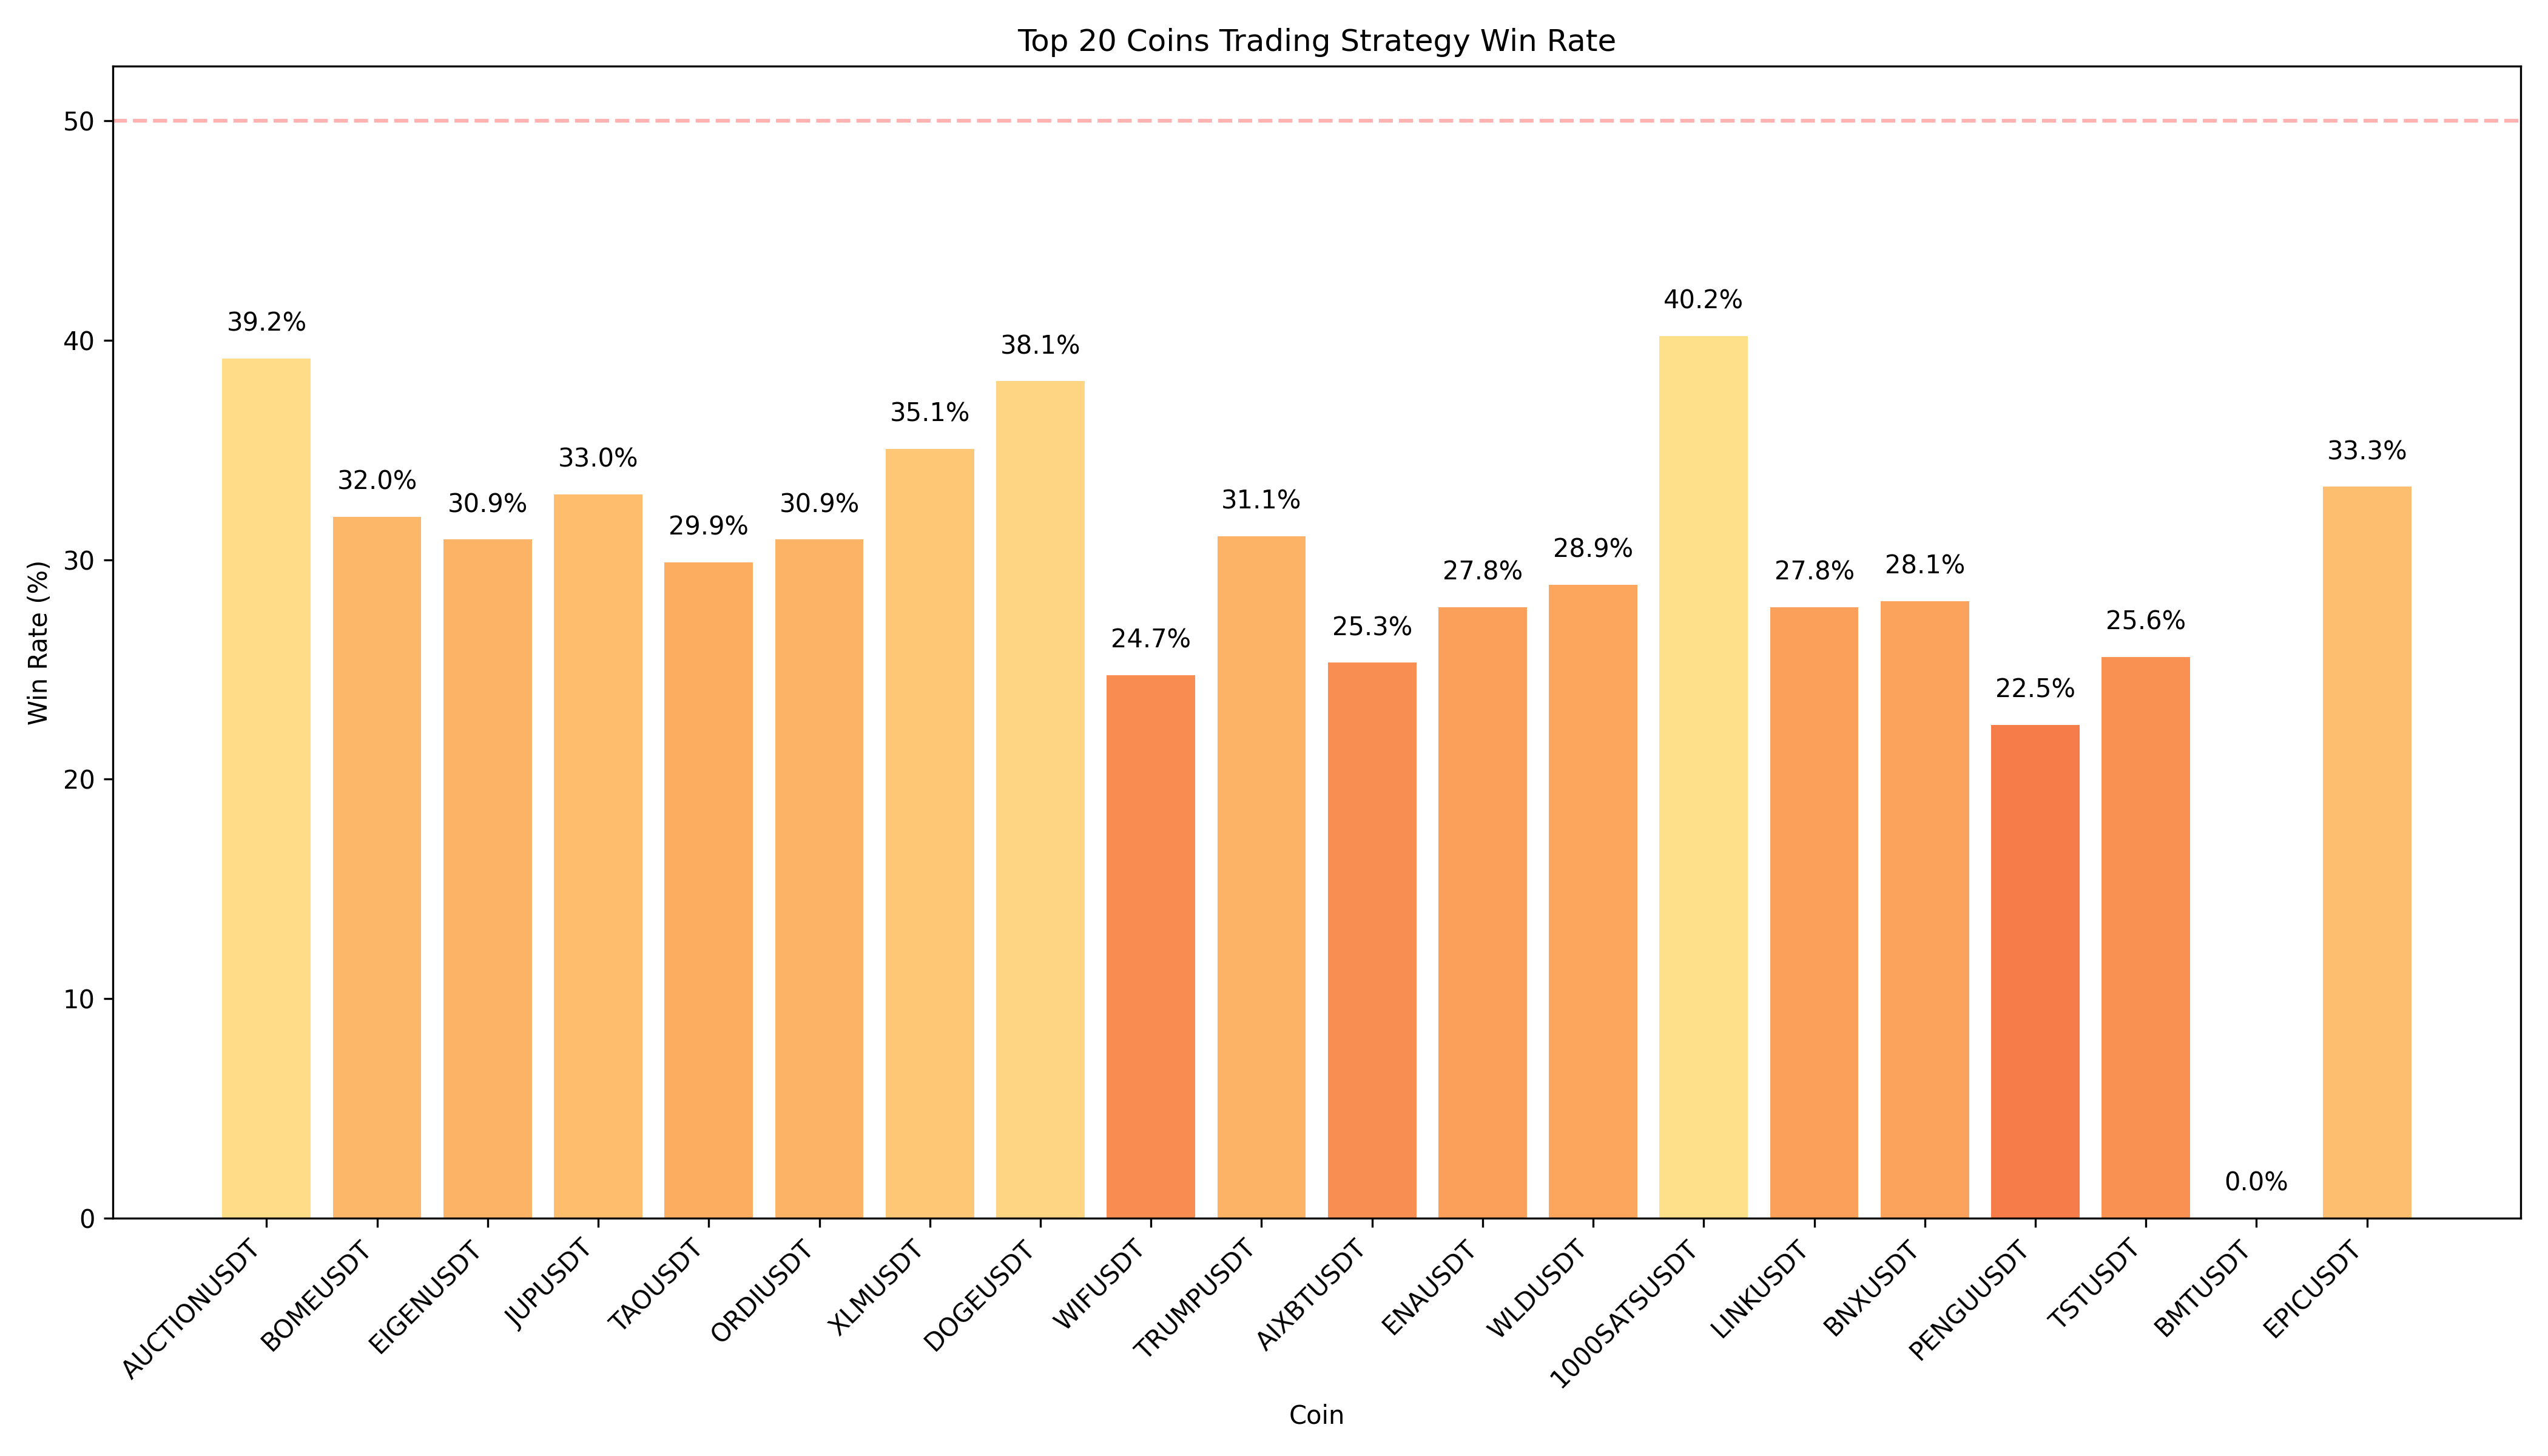 Top 20 Coins Trading Strategy Win Rate
Win Rate (%)
50
40
30
20
10
0
39.2%
32.0%
30.9%
33.0%
29.9%
30.9%
35.1%
38.1%
24.7%
31.1%
25.3%
27.8%
28.9%
40.2%
27.8%
28.1%
22.5%
25.6%
0.0%
33.3%
AUCTIONUSDT
BOMEUSDT
EIGENUSDT
JUPUSDT
TAOUSDT
ORDIUSDT
XLMUSDT
DOGEUSDT
WIFUSDT
TRUMPUSDT
AIXBTUSDT
ENAUSDT
WLDUSDT
1000SATSUSDT
LINKUSDT
BNXUSDT
PENGUUSDT
TSTUSDT
BMTUSDT
EPICUSDT
Coin